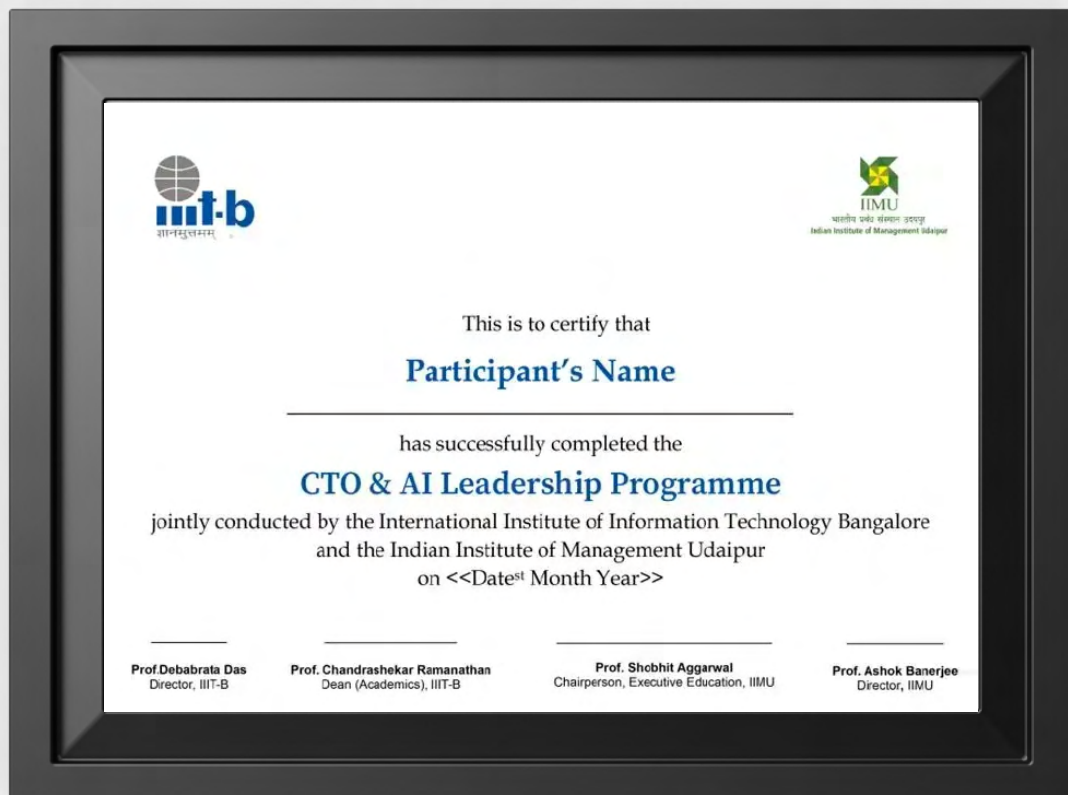 iiit-b
ज्ञानमुत्तमम्
IIMU
भारतीय प्रबंध संस्थान उदयपुर
Indian Institute of Management Udaipur
This is to certify that
Participant's Name
has successfully completed the
CTO & AI Leadership Programme
jointly conducted by the International Institute of Information Technology Bangalore
and the Indian Institute of Management Udaipur
on <<Dateˢᵗ Month Year>>
Prof.Debabrata Das
Director, IIIT-B
Prof. Chandrashekar Ramanathan
Dean (Academics), IIIT-B
Prof. Shobhit Aggarwal
Chairperson, Executive Education, IIMU
Prof. Ashok Banerjee
Director, IIMU